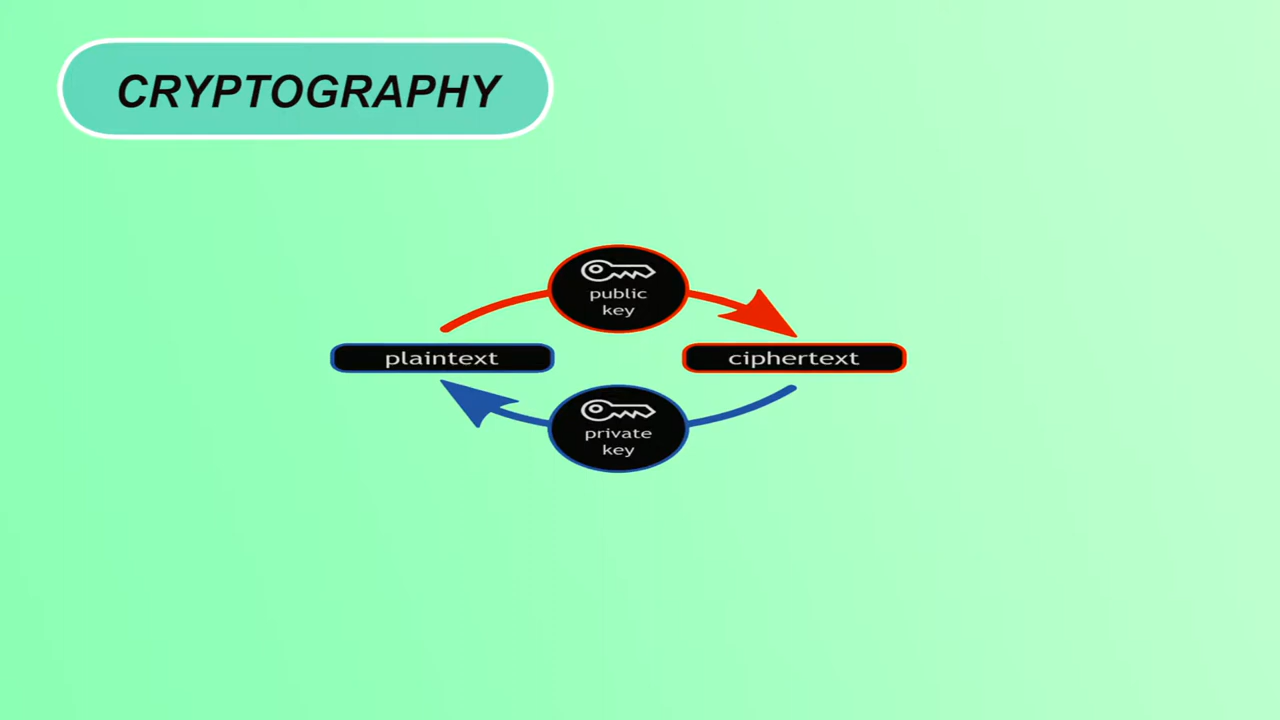 CRYPTOGRAPHY
public
key
plaintext
ciphertext
private
key